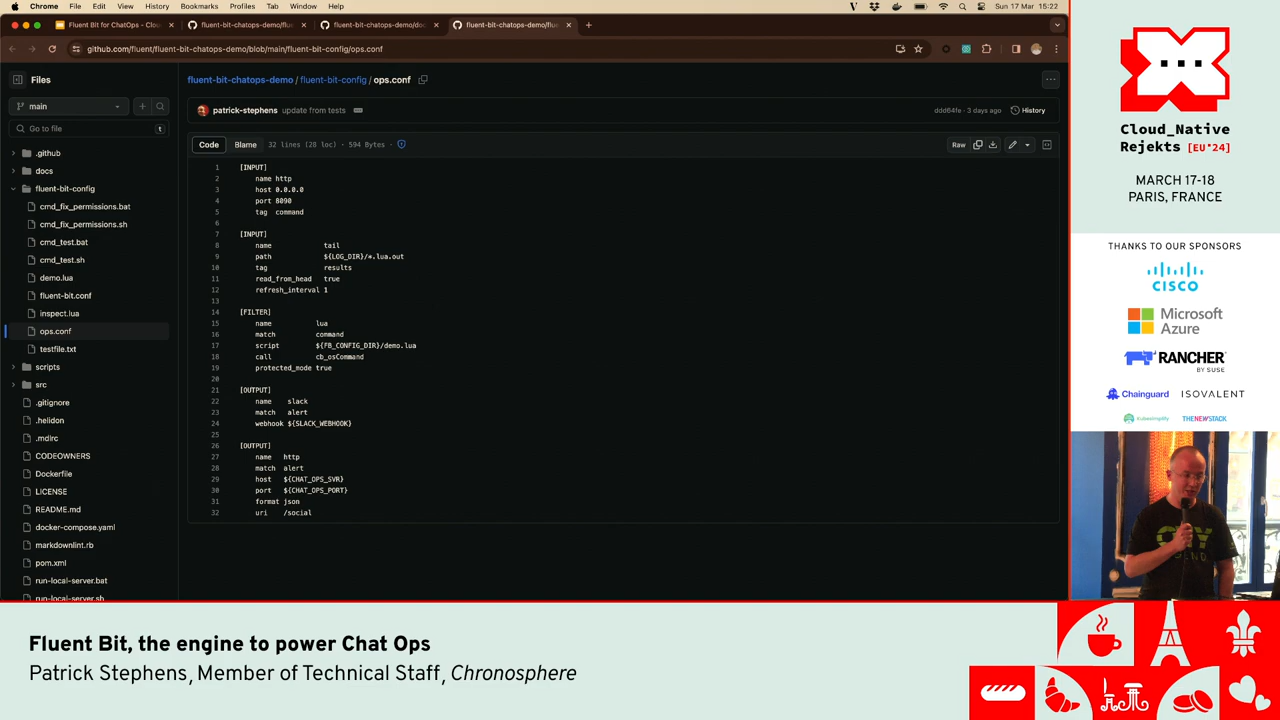 Chrome File Edit View History Bookmarks Profiles Tab Window Help
Sun 17 Mar 15:22
Fluent Bit for ChatOps - Clou
fluent-bit-chatops-demo/flue
fluent-bit-chatops-demo/doc
fluent-bit-chatops-demo/flue
github.com/fluent/fluent-bit-chatops-demo/blob/main/fluent-bit-config/ops.conf
Files
main
Go to file
t
.github
docs
fluent-bit-config
cmd_fix_permissions.bat
cmd_fix_permissions.sh
cmd_test.bat
cmd_test.sh
demo.lua
fluent-bit.conf
inspect.lua
ops.conf
testfile.txt
scripts
src
.gitignore
.helidon
.mdlrc
CODEOWNERS
Dockerfile
LICENSE
README.md
docker-compose.yaml
markdownlint.rb
pom.xml
run-local-server.bat
run-local-server.sh
fluent-bit-chatops-demo / fluent-bit-config / ops.conf
patrick-stephens update from tests
ddd64fe · 3 days ago History
Code Blame 32 lines (28 loc) · 594 Bytes
Raw
1 [INPUT]
2 name http
3 host 0.0.0.0
4 port 8090
5 tag command
6
7 [INPUT]
8 name tail
9 path ${LOG_DIR}/*.lua.out
10 tag results
11 read_from_head true
12 refresh_interval 1
13
14 [FILTER]
15 name lua
16 match command
17 script ${FB_CONFIG_DIR}/demo.lua
18 call cb_osCommand
19 protected_mode true
20
21 [OUTPUT]
22 name slack
23 match alert
24 webhook ${SLACK_WEBHOOK}
25
26 [OUTPUT]
27 name http
28 match alert
29 host ${CHAT_OPS_SVR}
30 port ${CHAT_OPS_PORT}
31 format json
32 uri /social
Cloud_Native
Rejekts [EU'24]
MARCH 17-18
PARIS, FRANCE
THANKS TO OUR SPONSORS
CISCO
Microsoft
Azure
RANCHER
BY SUSE
Chainguard
ISOVALENT
kubesimplify
THENEWSTACK
Fluent Bit, the engine to power Chat Ops
Patrick Stephens, Member of Technical Staff, Chronosphere